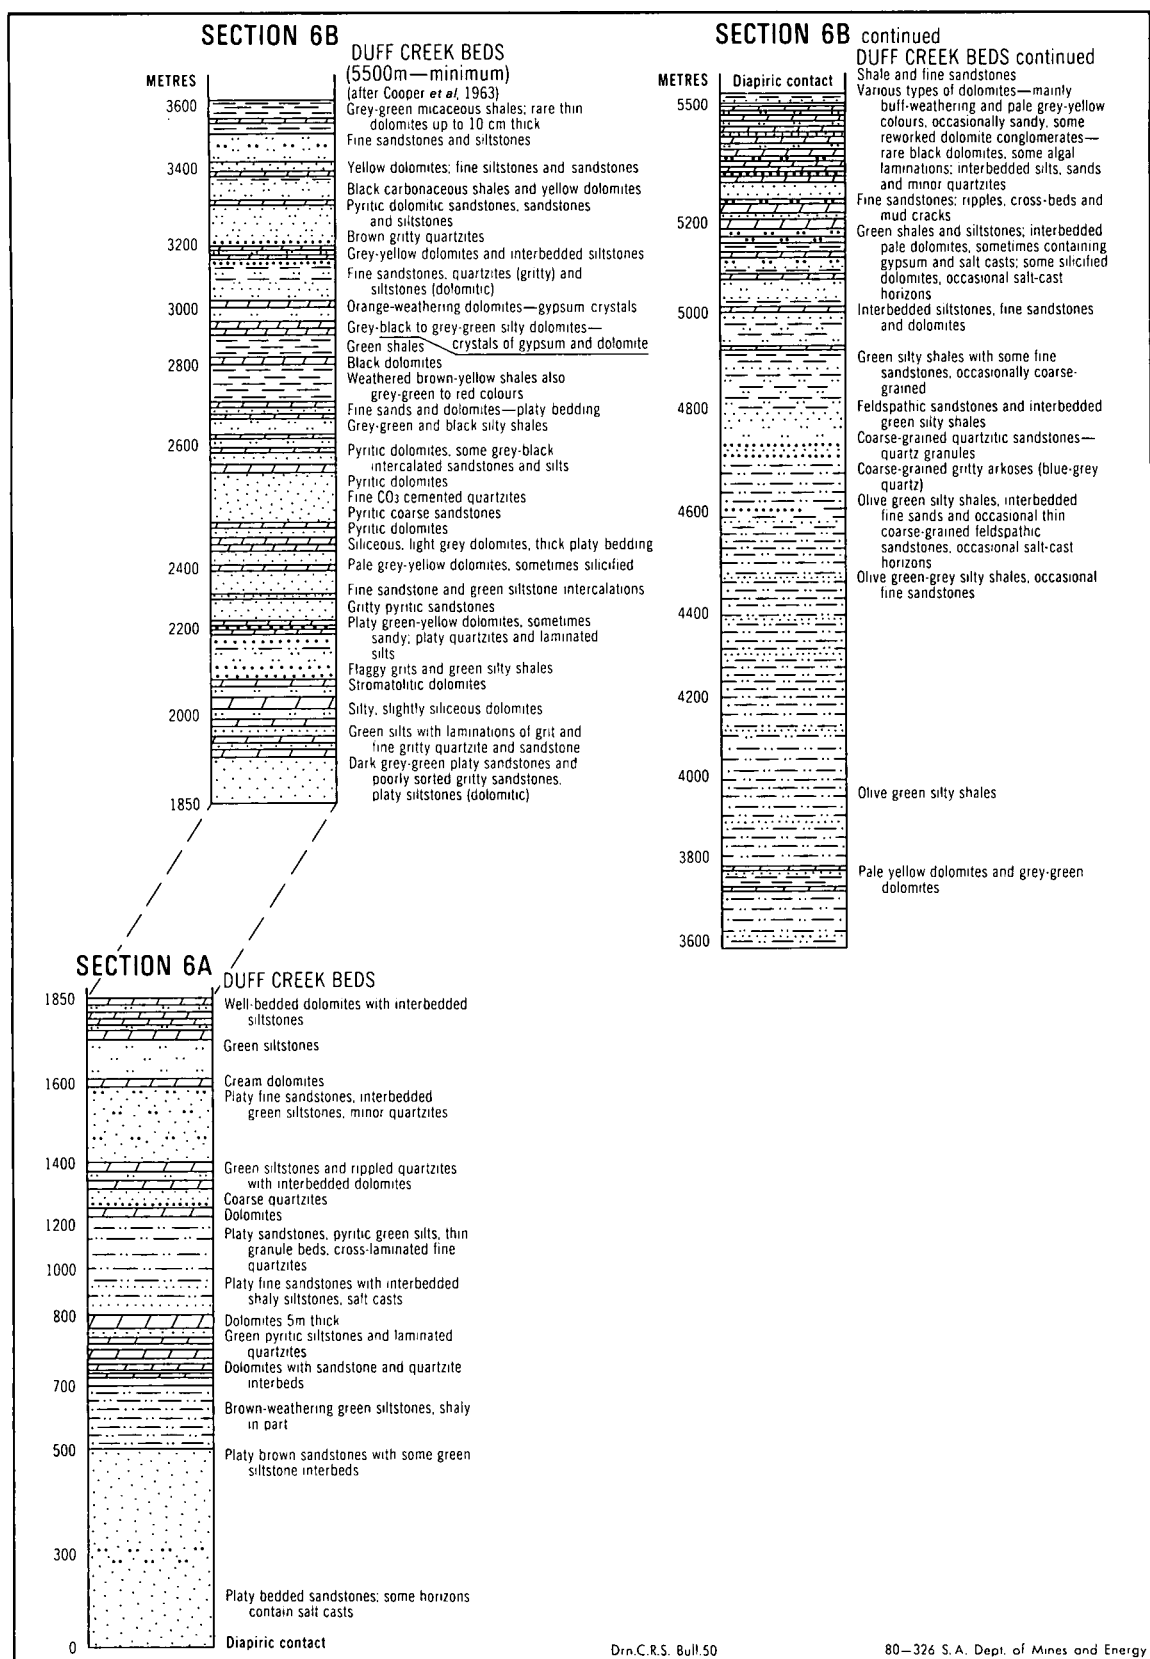 SECTION 6B
DUFF CREEK BEDS
(5500m—minimum)
(after Cooper et al, 1963)
METRES
3600
Grey-green micaceous shales; rare thin
dolomites up to 10 cm thick
Fine sandstones and siltstones
3400
Yellow dolomites; fine siltstones and sandstones
Black carbonaceous shales and yellow dolomites
Pyritic dolomitic sandstones, sandstones
and siltstones
Brown gritty quartzites
3200
Grey-yellow dolomites and interbedded siltstones
Fine sandstones, quartzites (gritty) and
siltstones (dolomitic)
3000
Orange-weathering dolomites—gypsum crystals
Grey-black to grey-green silty dolomites—
crystals of gypsum and dolomite
Green shales
2800
Black dolomites
Weathered brown-yellow shales also
grey-green to red colours
Fine sands and dolomites—platy bedding
Grey-green and black silty shales
2600
Pyritic dolomites, some grey-black
intercalated sandstones and silts
Pyritic dolomites
Fine CO3 cemented quartzites
Pyritic coarse sandstones
Pyritic dolomites
Siliceous, light grey dolomites, thick platy bedding
2400
Pale grey-yellow dolomites, sometimes silicified
Fine sandstone and green siltstone intercalations
Gritty pyritic sandstones
2200
Platy green-yellow dolomites, sometimes
sandy; platy quartzites and laminated
silts
Flaggy grits and green silty shales
Stromatolitic dolomites
2000
Silty, slightly siliceous dolomites
Green silts with laminations of grit and
fine gritty quartzite and sandstone
Dark grey-green platy sandstones and
poorly sorted gritty sandstones,
platy siltstones (dolomitic)
1850
SECTION 6A
DUFF CREEK BEDS
1850
Well-bedded dolomites with interbedded
siltstones
Green siltstones
1600
Cream dolomites
Platy fine sandstones, interbedded
green siltstones, minor quartzites
1400
Green siltstones and rippled quartzites
with interbedded dolomites
Coarse quartzites
Dolomites
1200
Platy sandstones, pyritic green silts, thin
granule beds, cross-laminated fine
quartzites
1000
Platy fine sandstones with interbedded
shaly siltstones, salt casts
800
Dolomites 5m thick
Green pyritic siltstones and laminated
quartzites
Dolomites with sandstone and quartzite
interbeds
700
Brown-weathering green siltstones, shaly
in part
500
Platy brown sandstones with some green
siltstone interbeds
300
Platy bedded sandstones; some horizons
contain salt casts
0
Diapiric contact
SECTION 6B continued
DUFF CREEK BEDS continued
METRES
Diapiric contact
Shale and fine sandstones
5500
Various types of dolomites—mainly
buff-weathering and pale grey-yellow
colours, occasionally sandy, some
reworked dolomite conglomerates—
rare black dolomites, some algal
laminations; interbedded silts, sands
and minor quartzites
Fine sandstones; ripples, cross-beds and
mud cracks
5200
Green shales and siltstones; interbedded
pale dolomites, sometimes containing
gypsum and salt casts; some silicified
dolomites, occasional salt-cast
horizons
5000
Interbedded siltstones, fine sandstones
and dolomites
Green silty shales with some fine
sandstones, occasionally coarse-
grained
4800
Feldspathic sandstones and interbedded
green silty shales
Coarse-grained quartzitic sandstones—
quartz granules
Coarse-grained gritty arkoses (blue-grey
quartz)
4600
Olive green silty shales, interbedded
fine sands and occasional thin
coarse-grained feldspathic
sandstones, occasional salt-cast
horizons
Olive green-grey silty shales, occasional
fine sandstones
4400
4200
4000
Olive green silty shales
3800
Pale yellow dolomites and grey-green
dolomites
3600
Drn.C.R.S. Bull.50
80—326 S.A. Dept. of Mines and Energy